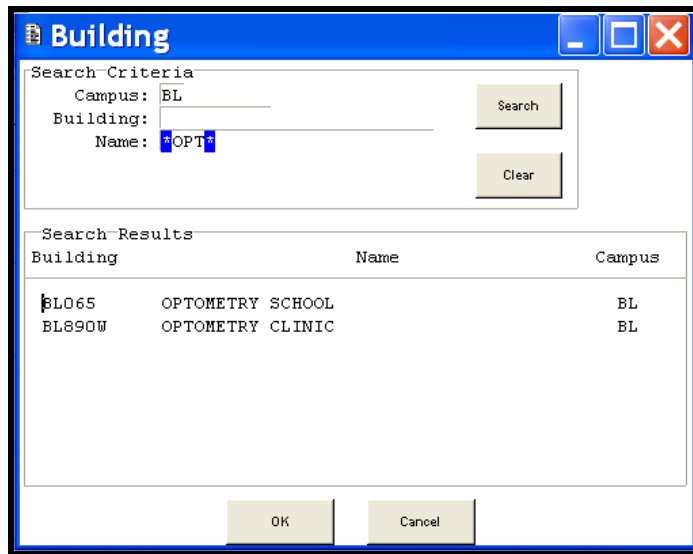 Building
Search Criteria
Campus: BL
Search
Building:
Name: *OPT*
Clear
Search Results
Building Name Campus
BL065 OPTOMETRY SCHOOL BL
BL890W OPTOMETRY CLINIC BL
OK Cancel